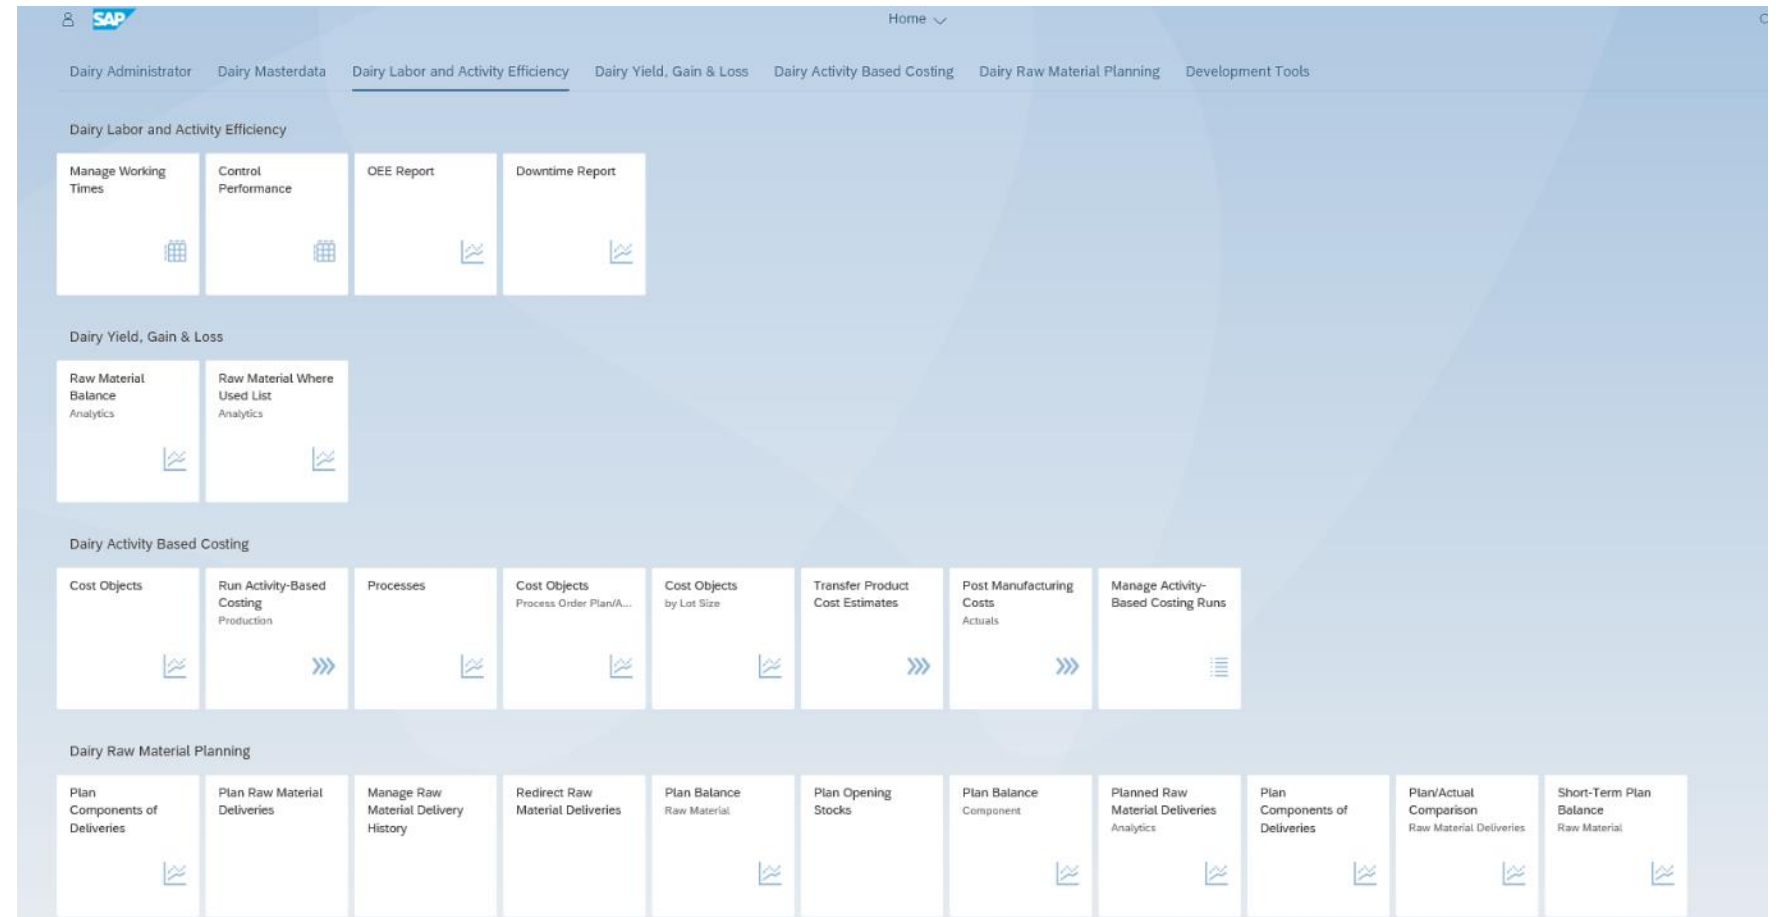 SAP
Home
Dairy Administrator
Dairy Masterdata
Dairy Labor and Activity Efficiency
Dairy Yield, Gain & Loss
Dairy Activity Based Costing
Dairy Raw Material Planning
Development Tools
Dairy Labor and Activity Efficiency
Manage Working
Times
Control
Performance
OEE Report
Downtime Report
Dairy Yield, Gain & Loss
Raw Material
Balance
Analytics
Raw Material Where
Used List
Analytics
Dairy Activity Based Costing
Cost Objects
Run Activity-Based
Costing
Production
Processes
Cost Objects
Process Order Plan/A...
Cost Objects
by Lot Size
Transfer Product
Cost Estimates
Post Manufacturing
Costs
Actuals
Manage Activity-
Based Costing Runs
Dairy Raw Material Planning
Plan
Components of
Deliveries
Plan Raw Material
Deliveries
Manage Raw
Material Delivery
History
Redirect Raw
Material Deliveries
Plan Balance
Raw Material
Plan Opening
Stocks
Plan Balance
Component
Planned Raw
Material Deliveries
Analytics
Plan
Components of
Deliveries
Plan/Actual
Comparison
Raw Material Deliveries
Short-Term Plan
Balance
Raw Material